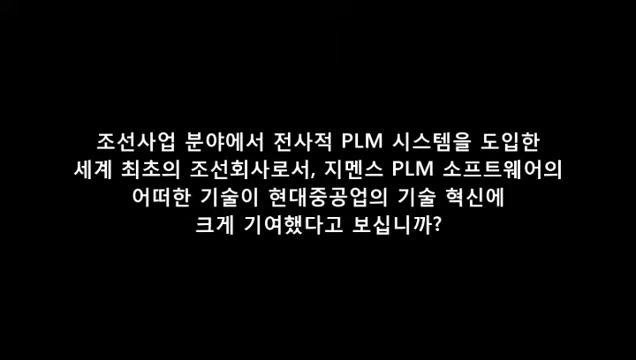 조선사업 분야에서 전사적 PLM 시스템을 도입한
세계 최초의 조선회사로서, 지멘스 PLM 소프트웨어의
어떠한 기술이 현대중공업의 기술 혁신에
크게 기여했다고 보십니까?